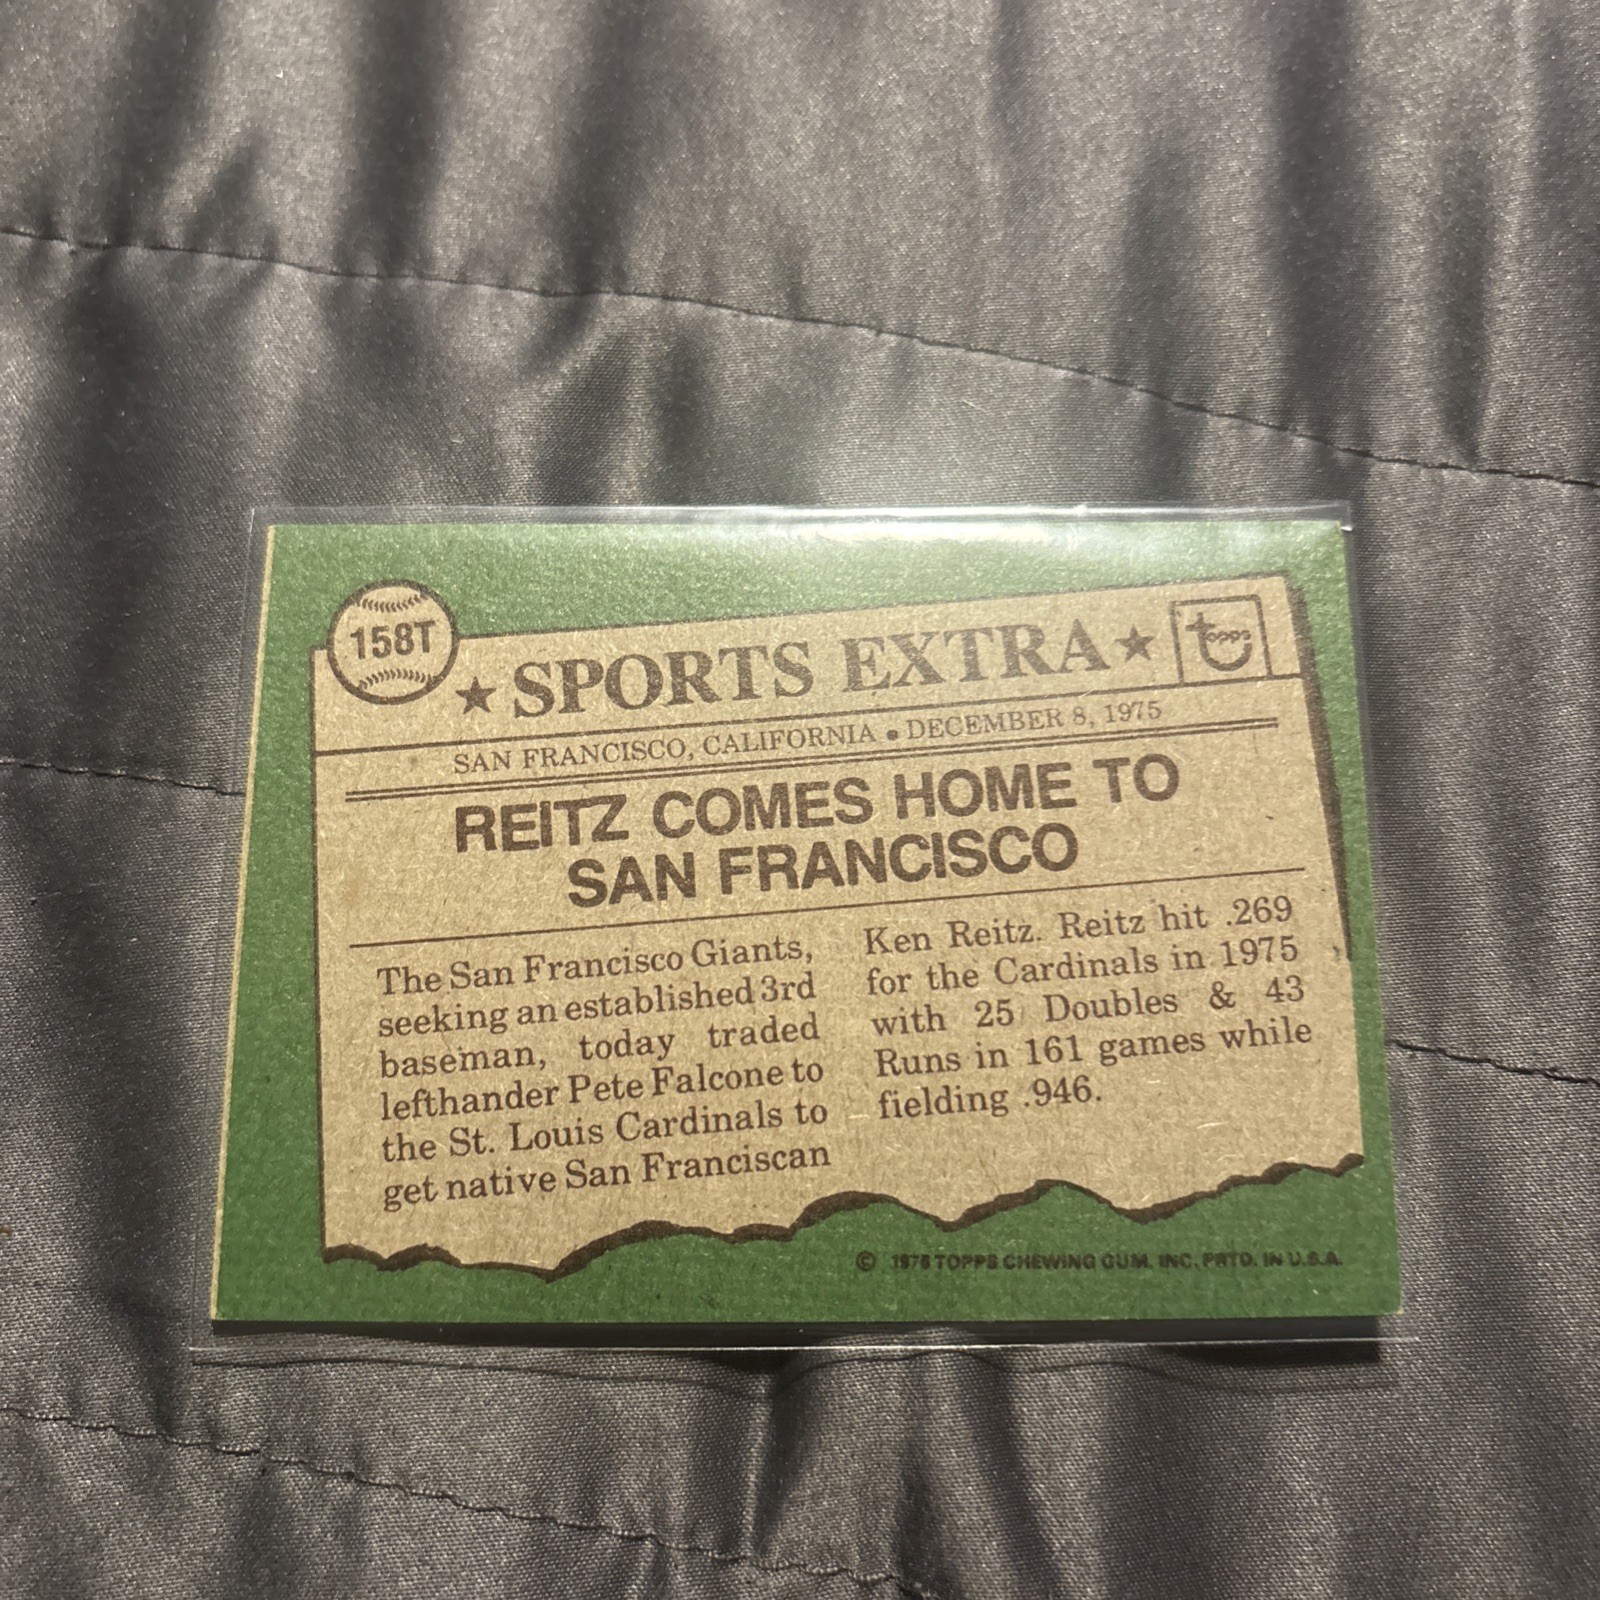 158T
★ SPORTS EXTRA ★
topps
SAN FRANCISCO, CALIFORNIA ● DECEMBER 8, 1975
REITZ COMES HOME TO
SAN FRANCISCO
The San Francisco Giants,
seeking an established 3rd
baseman, today traded
lefthander Pete Falcone to
the St. Louis Cardinals to
get native San Franciscan
Ken Reitz. Reitz hit .269
for the Cardinals in 1975
with 25 Doubles & 43
Runs in 161 games while
fielding .946.
© 1976 TOPPS CHEWING GUM, INC. PRTD. IN U.S.A.